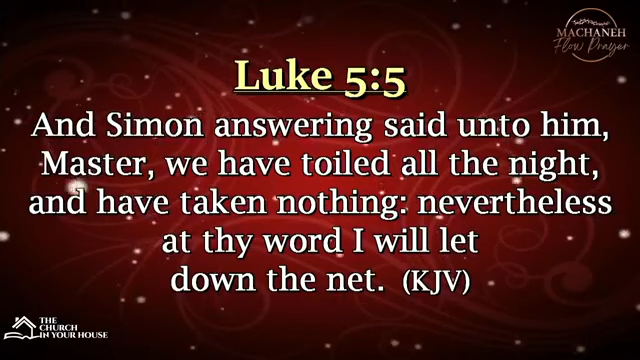 MACHANEH
Flow Prayer
Luke 5:5
And Simon answering said unto him,
Master, we have toiled all the night,
and have taken nothing: nevertheless
at thy word I will let
down the net. (KJV)
THE
CHURCH
IN YOUR HOUSE